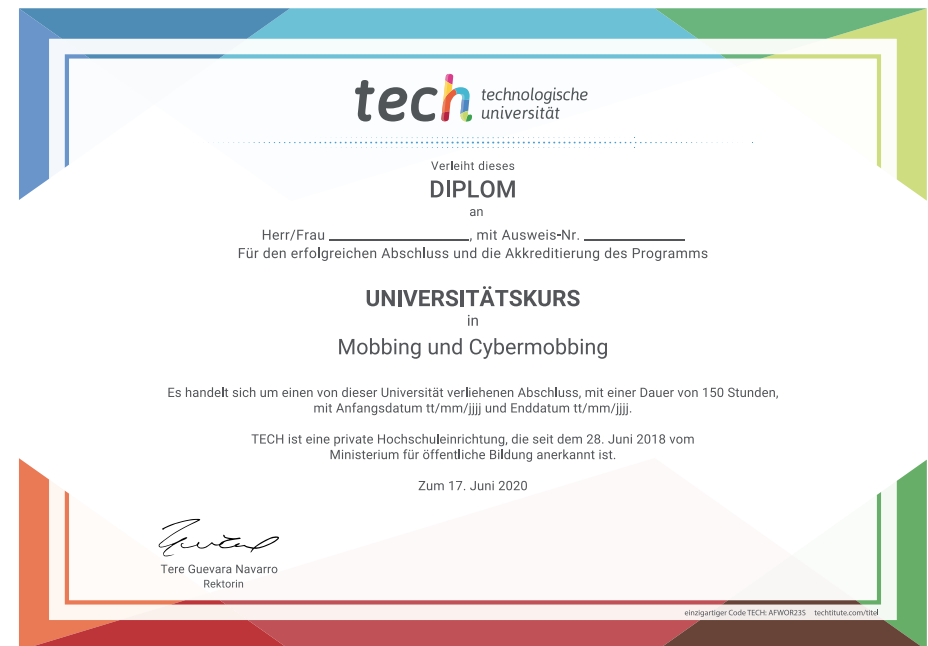 tech technologische
universität
Verleiht dieses
DIPLOM
an
Herr/Frau ____________, mit Ausweis-Nr. ____________
Für den erfolgreichen Abschluss und die Akkreditierung des Programms
UNIVERSITÄTSKURS
in
Mobbing und Cybermobbing
Es handelt sich um einen von dieser Universität verliehenen Abschluss, mit einer Dauer von 150 Stunden,
mit Anfangsdatum tt/mm/jjjj und Enddatum tt/mm/jjjj.
TECH ist eine private Hochschuleinrichtung, die seit dem 28. Juni 2018 vom
Ministerium für öffentliche Bildung anerkannt ist.
Zum 17. Juni 2020
Tere Guevara Navarro
Rektorin
einzigartiger Code TECH: AFWOR23S techtitute.com/titel